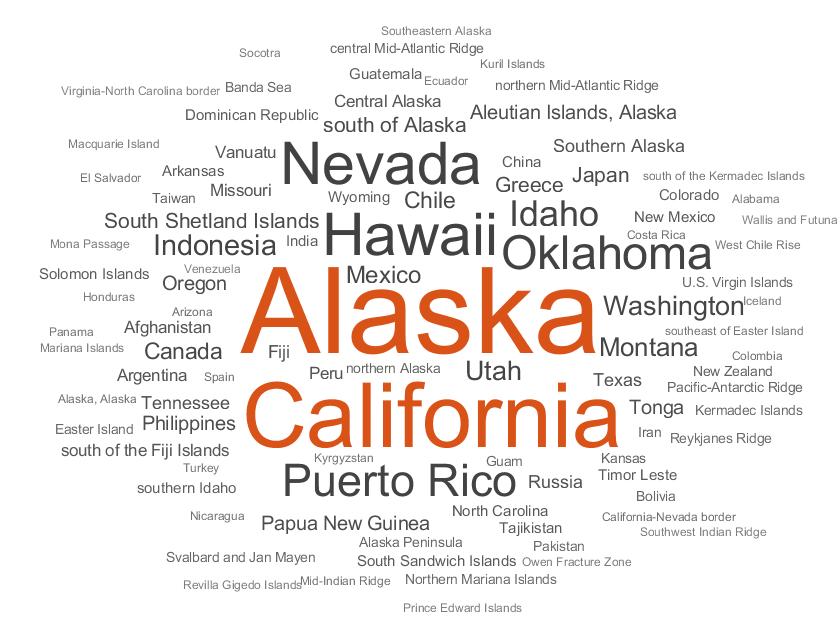 Southeastern Alaska
central Mid-Atlantic Ridge
Socotra
Kuril Islands
Guatemala
Ecuador
Virginia-North Carolina border
Banda Sea
northern Mid-Atlantic Ridge
Central Alaska
Dominican Republic
Aleutian Islands, Alaska
south of Alaska
Macquarie Island
Vanuatu
Nevada
Southern Alaska
China
El Salvador
Arkansas
Greece
Japan
south of the Kermadec Islands
Taiwan
Missouri
Wyoming
Chile
Colorado
Alabama
South Shetland Islands
Hawaii
Idaho
New Mexico
Wallis and Futuna
Mona Passage
Indonesia
India
Oklahoma
Costa Rica
West Chile Rise
Solomon Islands
Venezuela
Oregon
Mexico
U.S. Virgin Islands
Honduras
Alaska
Washington
Iceland
Arizona
Panama
Afghanistan
southeast of Easter Island
Mariana Islands
Canada
Fiji
Montana
Colombia
Argentina
Spain
Peru
northern Alaska
Utah
Texas
New Zealand
Pacific-Antarctic Ridge
Alaska, Alaska
Tennessee
California
Tonga
Kermadec Islands
Easter Island
Philippines
Iran
Reykjanes Ridge
south of the Fiji Islands
Kyrgyzstan
Guam
Kansas
Turkey
Puerto Rico
Russia
Timor Leste
southern Idaho
Bolivia
Nicaragua
Papua New Guinea
North Carolina
Tajikistan
California-Nevada border
Southwest Indian Ridge
Alaska Peninsula
Pakistan
Svalbard and Jan Mayen
South Sandwich Islands
Owen Fracture Zone
Revilla Gigedo Islands
Mid-Indian Ridge
Northern Mariana Islands
Prince Edward Islands